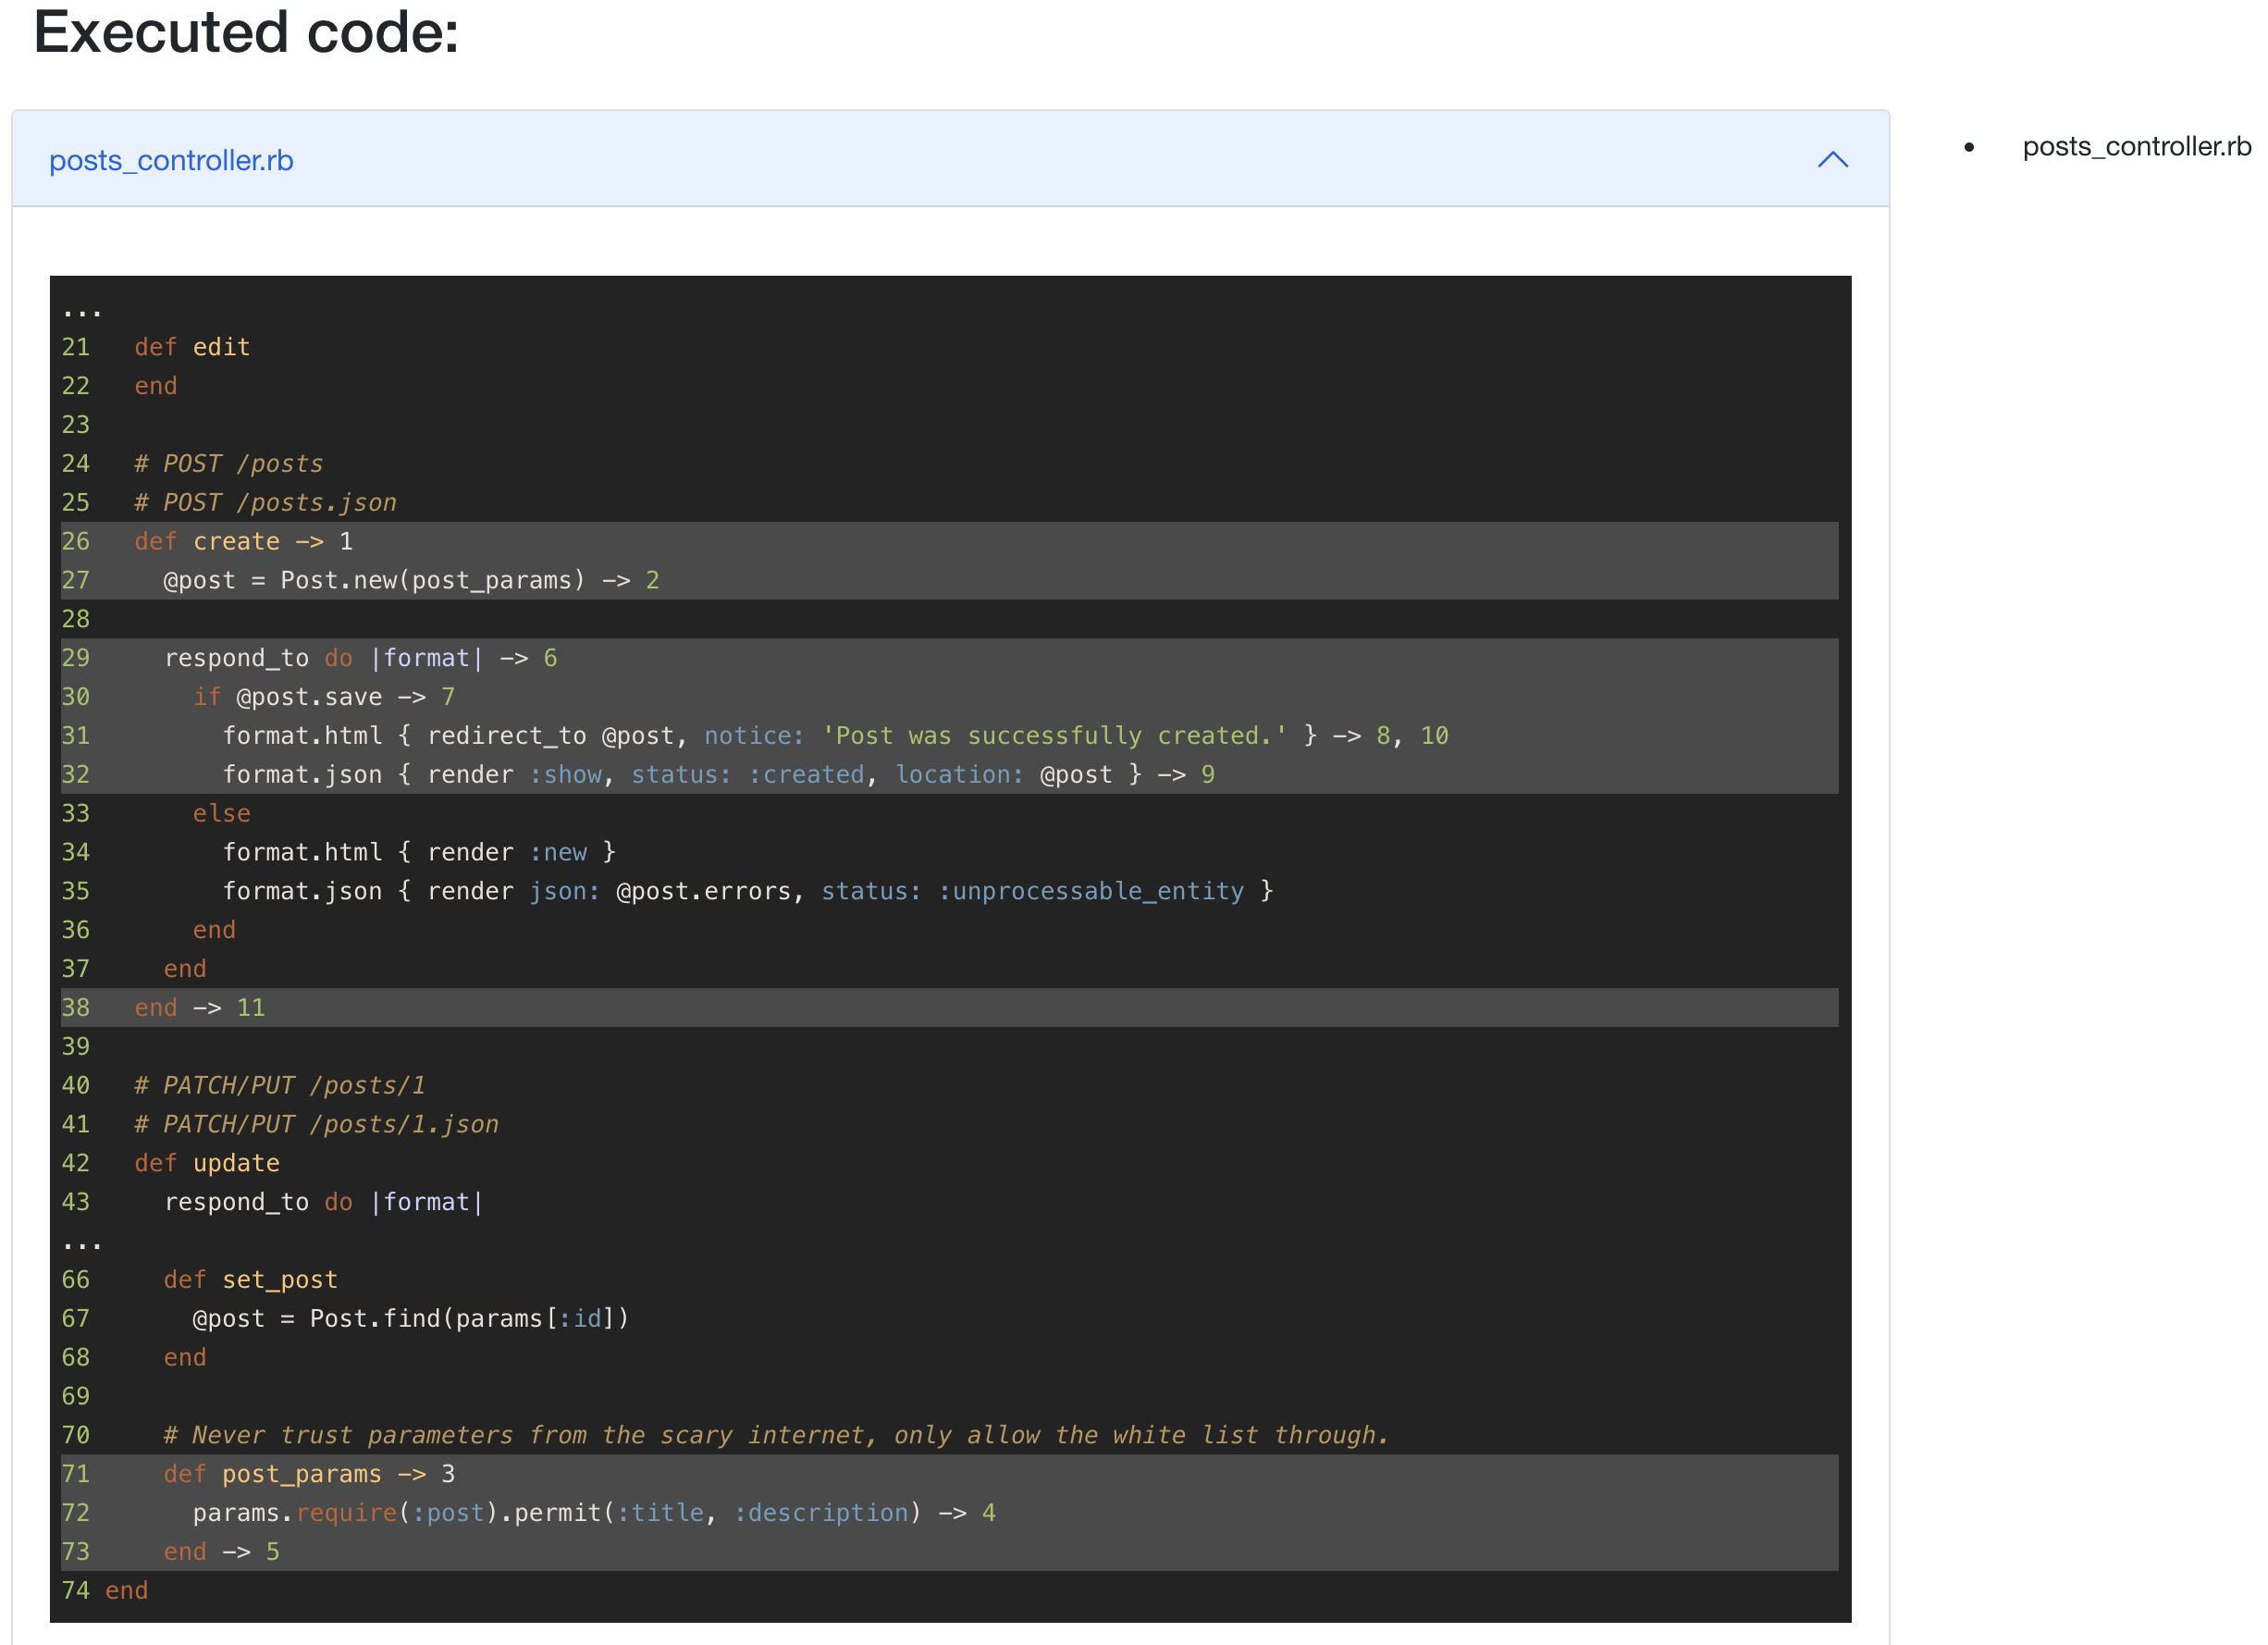 Executed code:
posts_controller.rb
posts_controller.rb
...
21   def edit
22   end
23
24   # POST /posts
25   # POST /posts.json
26   def create -> 1
27     @post = Post.new(post_params) -> 2
28
29     respond_to do |format| -> 6
30       if @post.save -> 7
31         format.html { redirect_to @post, notice: 'Post was successfully created.' } -> 8, 10
32         format.json { render :show, status: :created, location: @post } -> 9
33       else
34         format.html { render :new }
35         format.json { render json: @post.errors, status: :unprocessable_entity }
36       end
37     end
38   end -> 11
39
40   # PATCH/PUT /posts/1
41   # PATCH/PUT /posts/1.json
42   def update
43     respond_to do |format|
...
66     def set_post
67       @post = Post.find(params[:id])
68     end
69
70     # Never trust parameters from the scary internet, only allow the white list through.
71     def post_params -> 3
72       params.require(:post).permit(:title, :description) -> 4
73     end -> 5
74 end